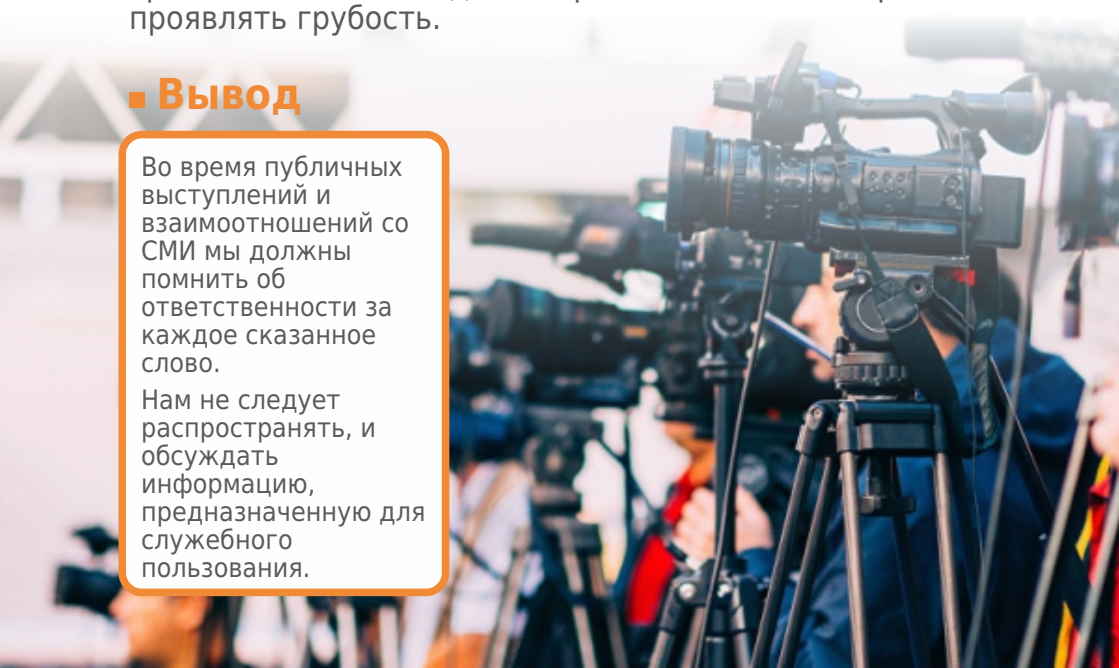 проявлять грубость.
Вывод
Во время публичных
выступлений и
взаимоотношений со
СМИ мы должны
помнить об
ответственности за
каждое сказанное
слово.
Нам не следует
распространять, и
обсуждать
информацию,
предназначенную для
служебного
пользования.